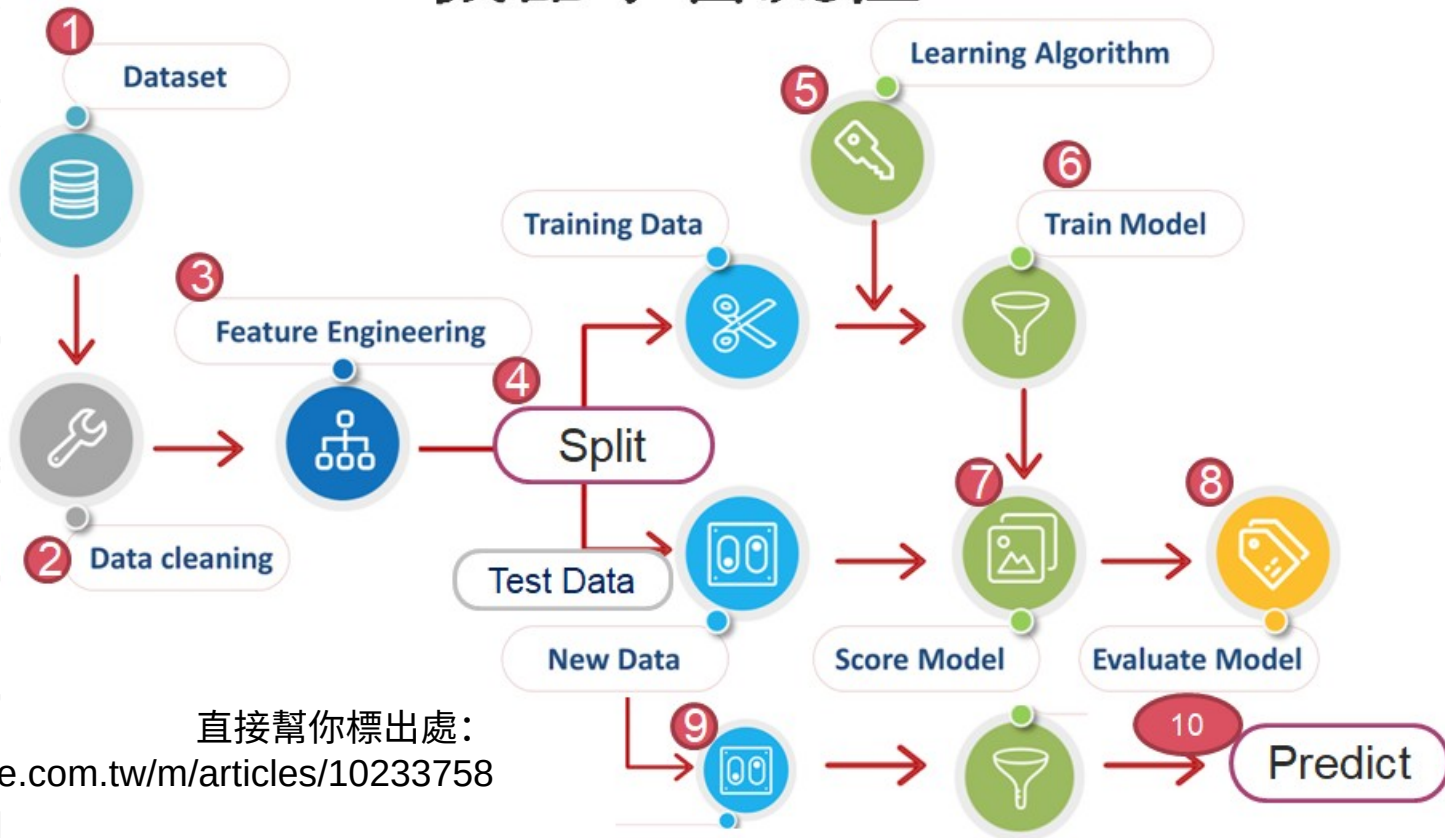 1
Dataset
Learning Algorithm
5
6
Training Data
Train Model
3
Feature Engineering
4
Split
7
8
2
Data cleaning
Test Data
New Data
Score Model
Evaluate Model
直接幫你標出處：
e.com.tw/m/articles/10233758
9
10
Predict